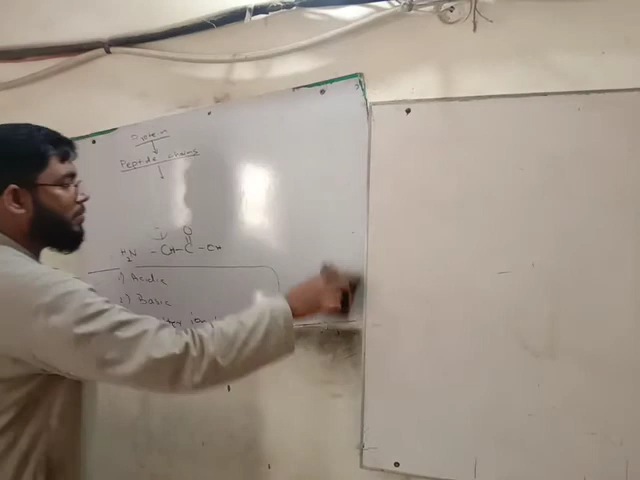 Protein
Peptide chains
O
H₂N - CH - C - OH
1) Acidic
2) Basic